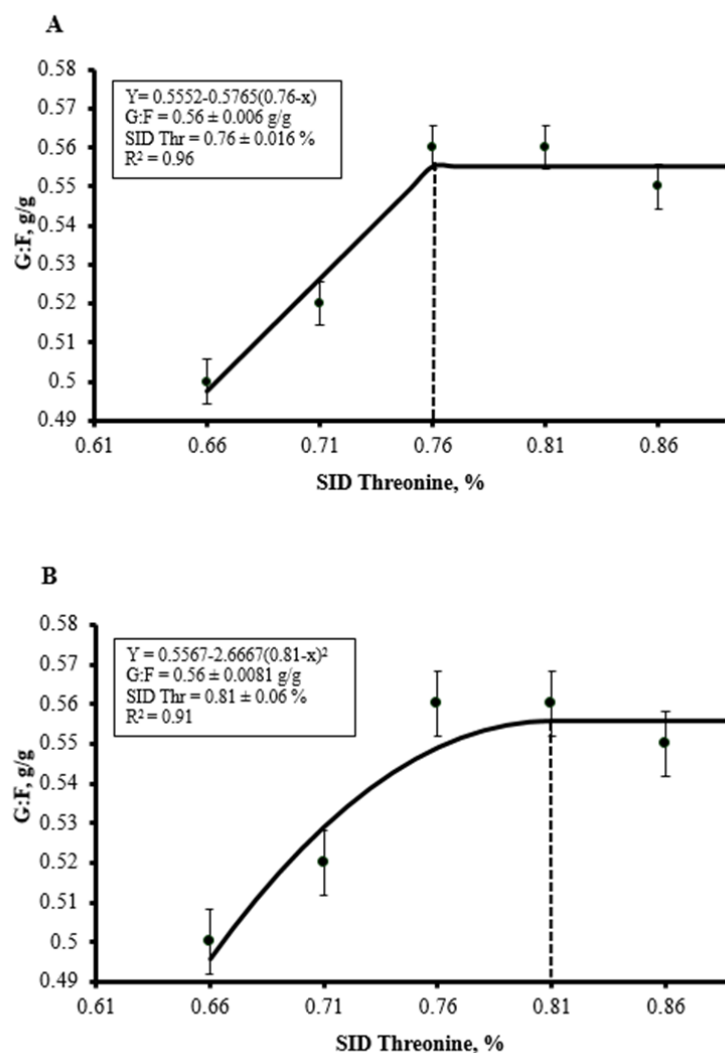 A
0.58
0.57
0.56
0.55
0.54
0.53
0.52
0.51
0.5
0.49
G:F, g/g
Y= 0.5552-0.5765(0.76-x)
G:F = 0.56 ± 0.006 g/g
SID Thr = 0.76 ± 0.016 %
R² = 0.96
0.61 0.66 0.71 0.76 0.81 0.86
SID Threonine, %
B
0.58
0.57
0.56
0.55
0.54
0.53
0.52
0.51
0.5
0.49
G:F, g/g
Y = 0.5567-2.6667(0.81-x)²
G:F = 0.56 ± 0.0081 g/g
SID Thr = 0.81 ± 0.06 %
R² = 0.91
0.61 0.66 0.71 0.76 0.81 0.86
SID Threonine, %